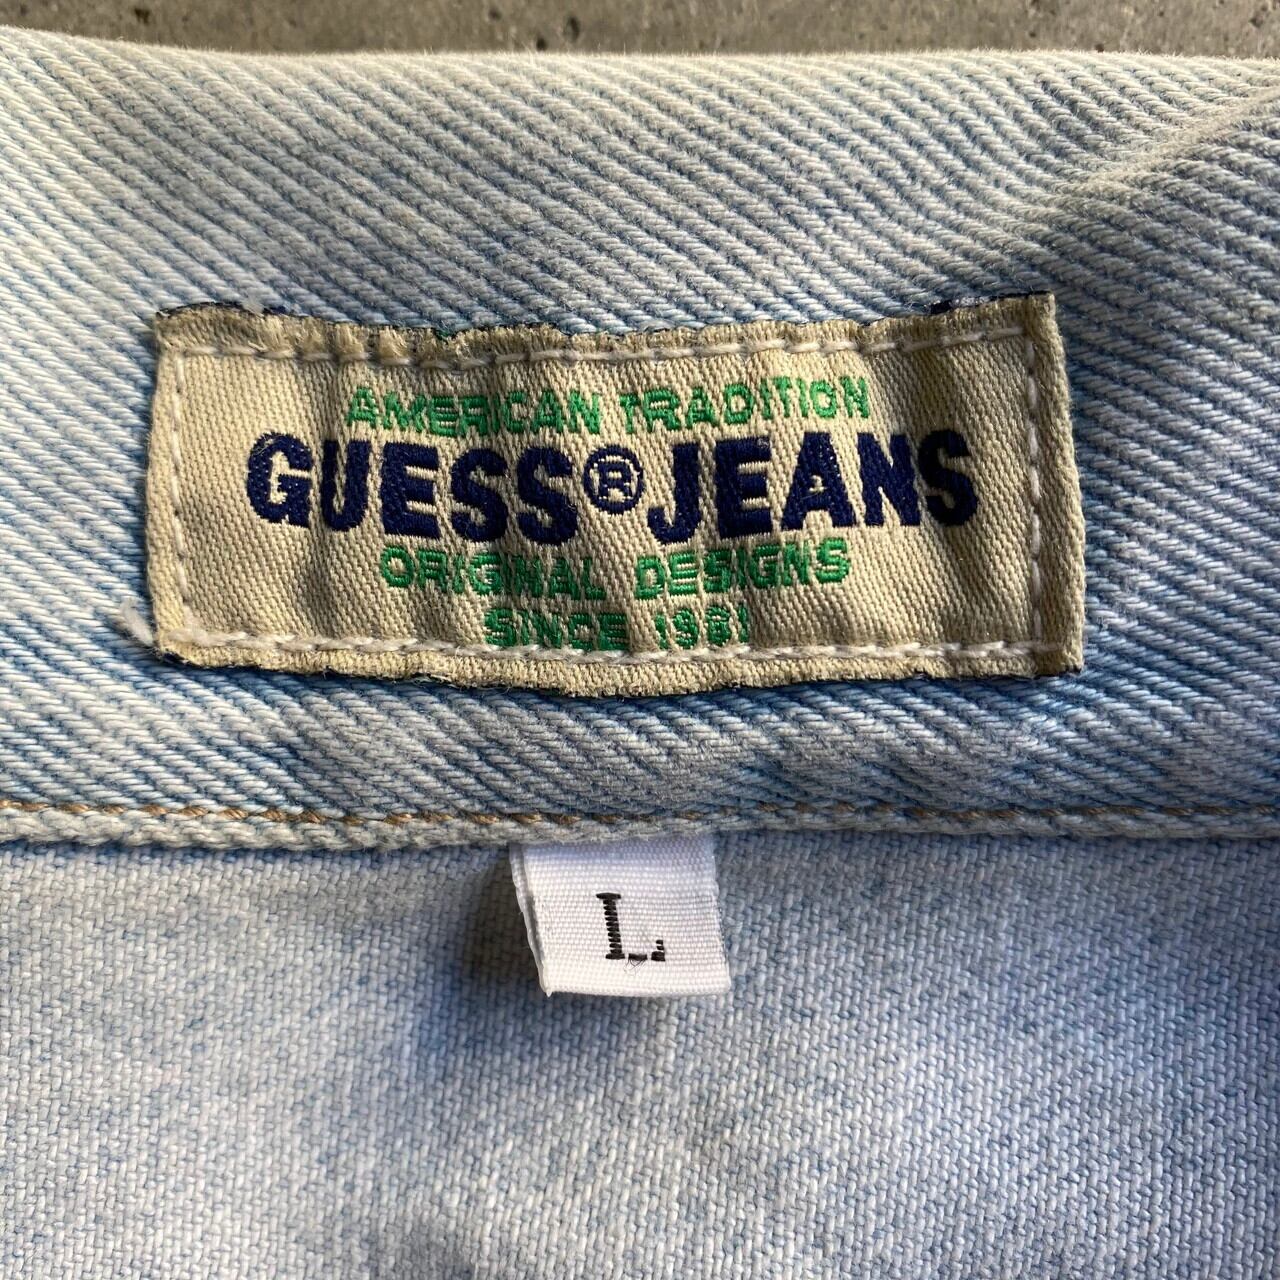 AMERICAN TRADITION
GUESS® JEANS
ORIGINAL DESIGNS
SINCE 1981
L